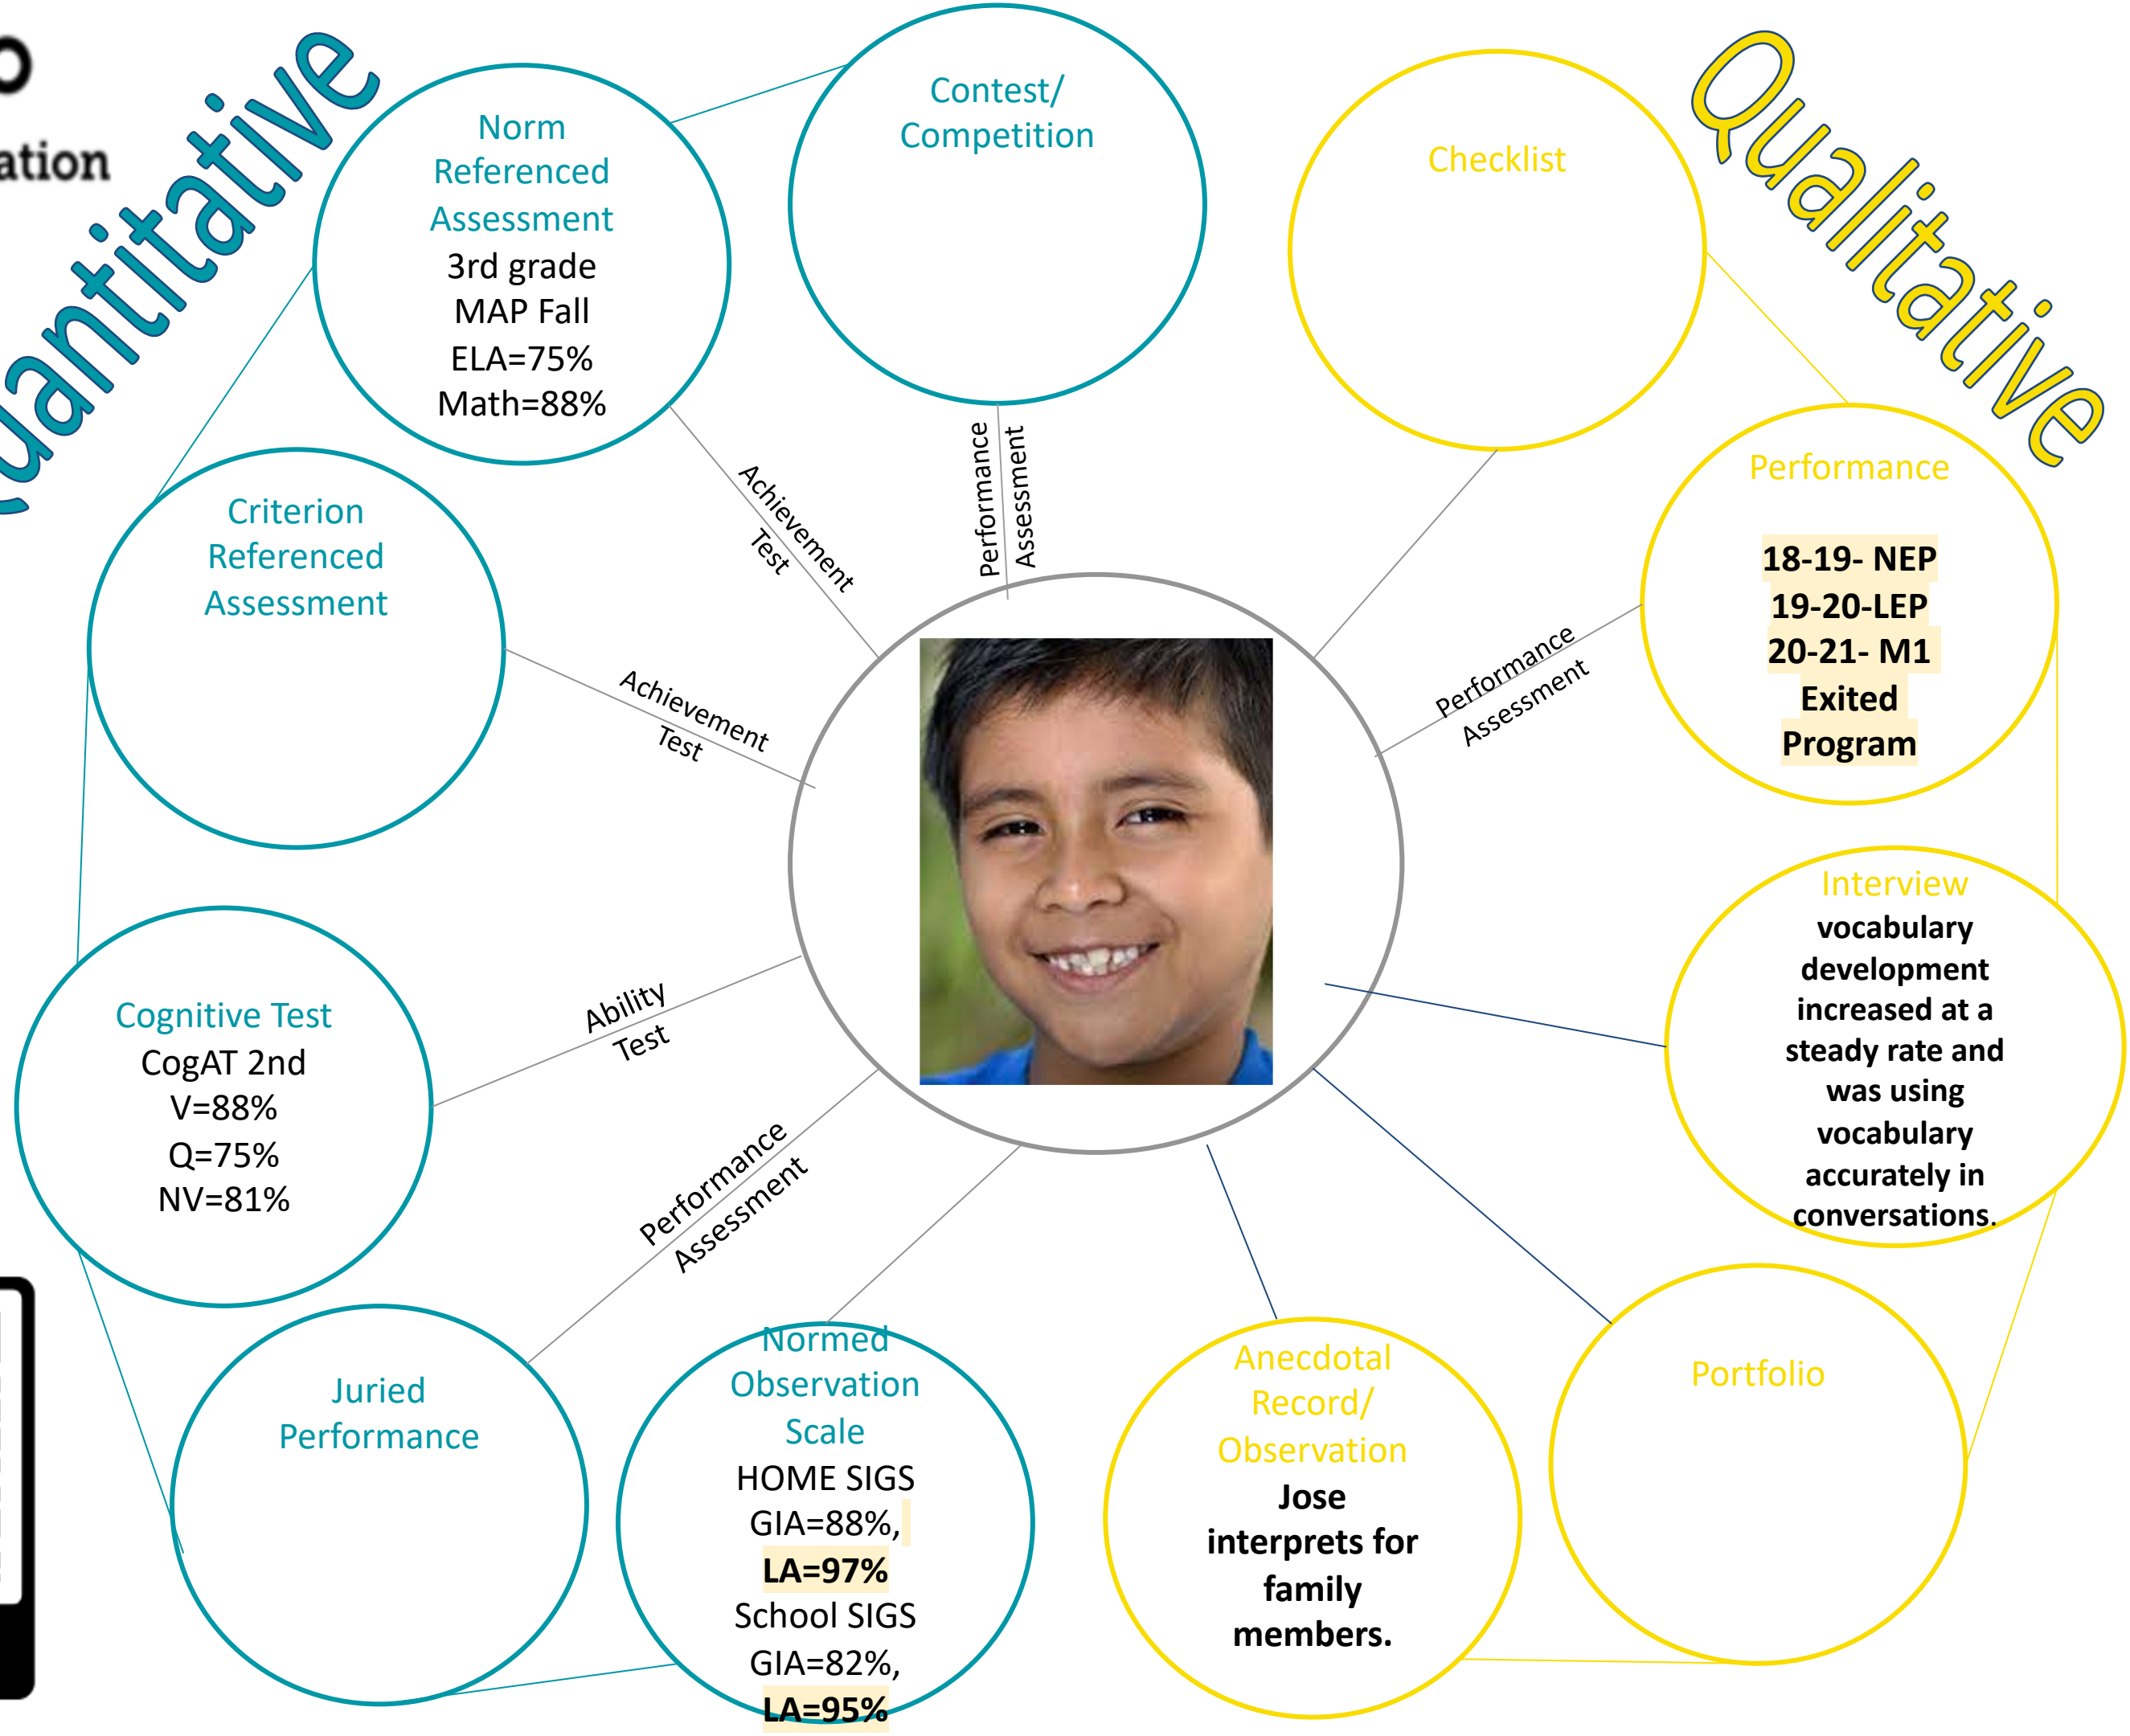 Quantitative
Qualitative
o
ation
Norm
Referenced
Assessment
3rd grade
MAP Fall
ELA=75%
Math=88%
Contest/
Competition
Checklist
Performance
18-19- NEP
19-20-LEP
20-21- M1
Exited
Program
Criterion
Referenced
Assessment
Achievement
Test
Performance
Assessment
Performance
Assessment
Achievement
Test
Interview
vocabulary
development
increased at a
steady rate and
was using
vocabulary
accurately in
conversations.
Cognitive Test
CogAT 2nd
V=88%
Q=75%
NV=81%
Ability
Test
Performance
Assessment
Juried
Performance
Normed
Observation
Scale
HOME SIGS
GIA=88%,
LA=97%
School SIGS
GIA=82%,
LA=95%
Anecdotal
Record/
Observation
Jose
interprets for
family
members.
Portfolio